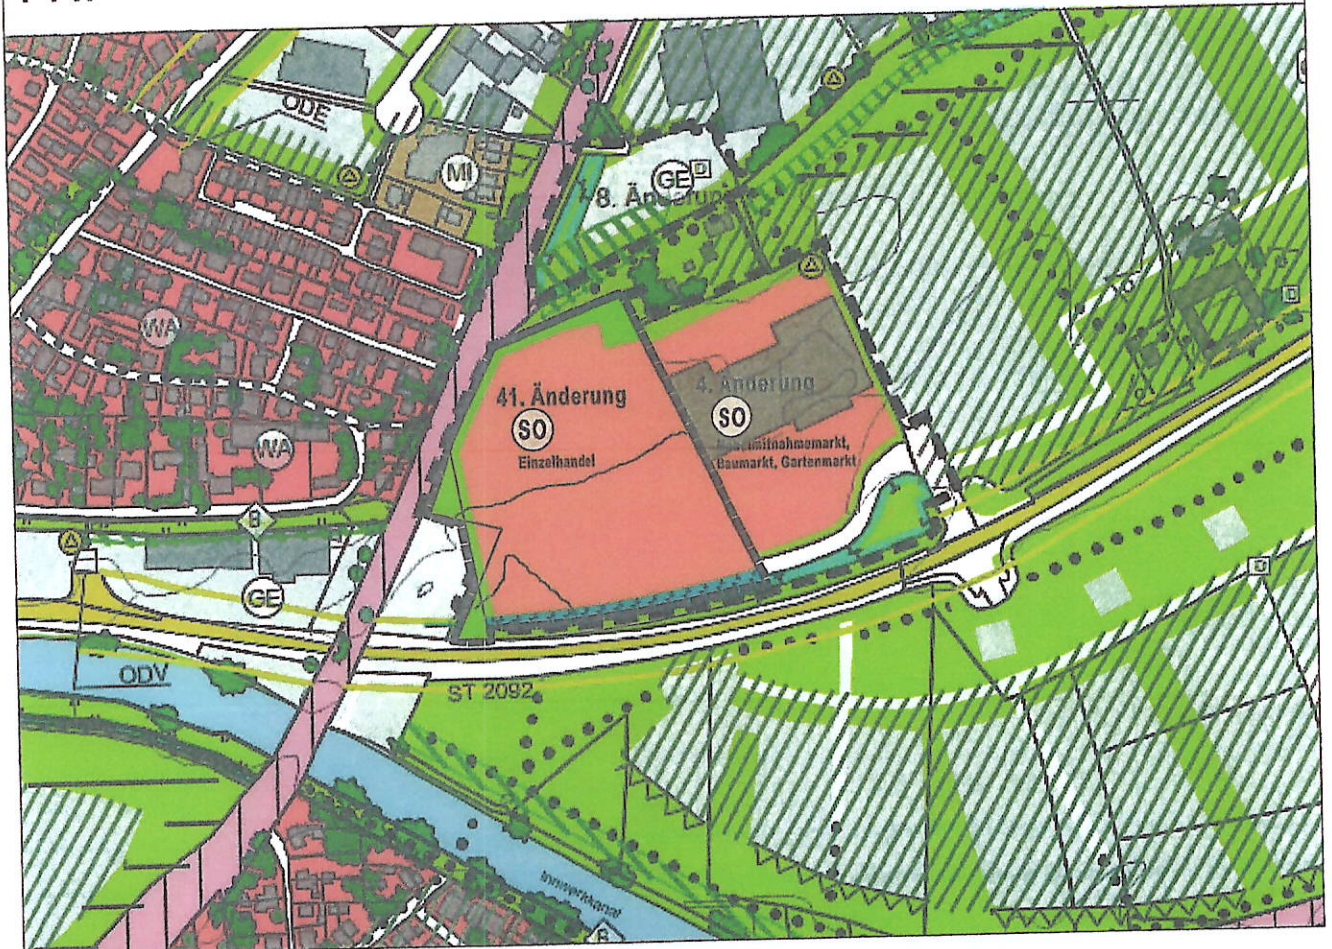 ODE
MI
GE
D
8. Änderung
WA
41. Änderung
SO
Einzelhandel
4. Änderung
SO
Baumarkt, Gartenmarkt
WA
B
GE
D
D
ODV
ST 2092
Innwerkkanal
B